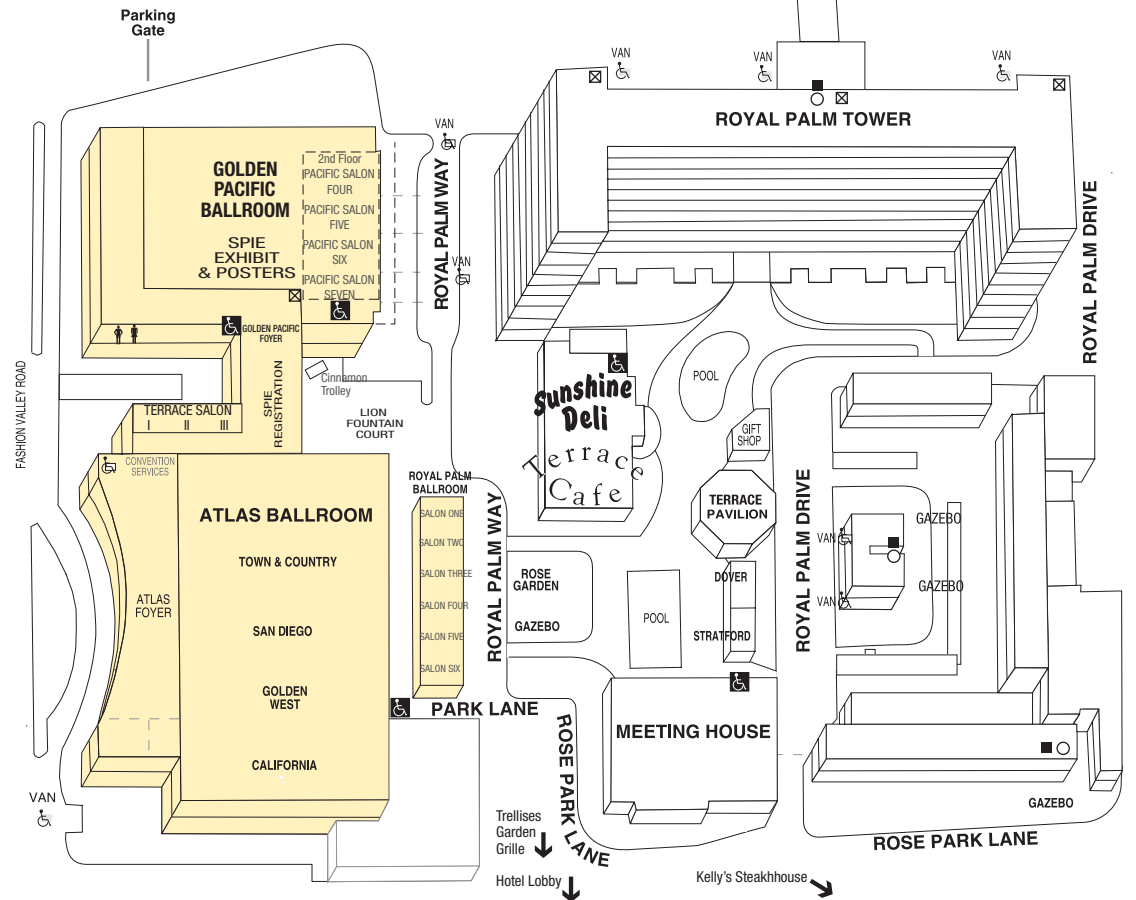 Parking
Gate
VAN
VAN
VAN
ROYAL PALM TOWER
VAN
GOLDEN
PACIFIC
BALLROOM
SPIE
EXHIBIT
& POSTERS
2nd Floor
PACIFIC SALON
FOUR
PACIFIC SALON
FIVE
PACIFIC SALON
SIX
PACIFIC SALON
SEVEN
ROYAL PALM WAY
VAN
ROYAL PALM DRIVE
GOLDEN PACIFIC
FOYER
Cinnamon
Trolley
SPIE
REGISTRATION
LION
FOUNTAIN
COURT
TERRACE SALON
I II III
FASHION VALLEY ROAD
Sunshine
Deli
Terrace
Cafe
POOL
GIFT
SHOP
TERRACE
PAVILION
CONVENTION
SERVICES
ATLAS BALLROOM
TOWN & COUNTRY
ATLAS
FOYER
SAN DIEGO
GOLDEN
WEST
CALIFORNIA
ROYAL PALM
BALLROOM
SALON ONE
SALON TWO
SALON THREE
SALON FOUR
SALON FIVE
SALON SIX
ROYAL PALM WAY
ROSE
GARDEN
GAZEBO
POOL
DOVER
STRATFORD
ROYAL PALM DRIVE
VAN
VAN
GAZEBO
GAZEBO
PARK LANE
MEETING HOUSE
ROSE PARK LANE
VAN
GAZEBO
ROSE PARK LANE
Trellises
Garden
Grille
Hotel Lobby
Kelly's Steakhhouse